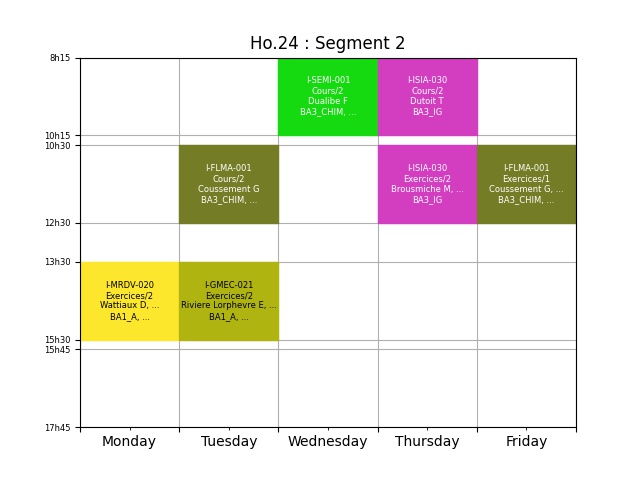 Ho.24 : Segment 2
8h15
I-SEMI-001
Cours/2
Dualibe F
BA3_CHIM, ...
I-ISIA-030
Cours/2
Dutoit T
BA3_IG
10h15
10h30
I-FLMA-001
Cours/2
Coussement G
BA3_CHIM, ...
I-ISIA-030
Exercices/2
Brousmiche M, ...
BA3_IG
I-FLMA-001
Exercices/1
Coussement G, ...
BA3_CHIM, ...
12h30
13h30
I-MRDV-020
Exercices/2
Wattiaux D, ...
BA1_A, ...
I-GMEC-021
Exercices/2
Riviere Lorphevre E, ...
BA1_A, ...
15h30
15h45
17h45
Monday
Tuesday
Wednesday
Thursday
Friday